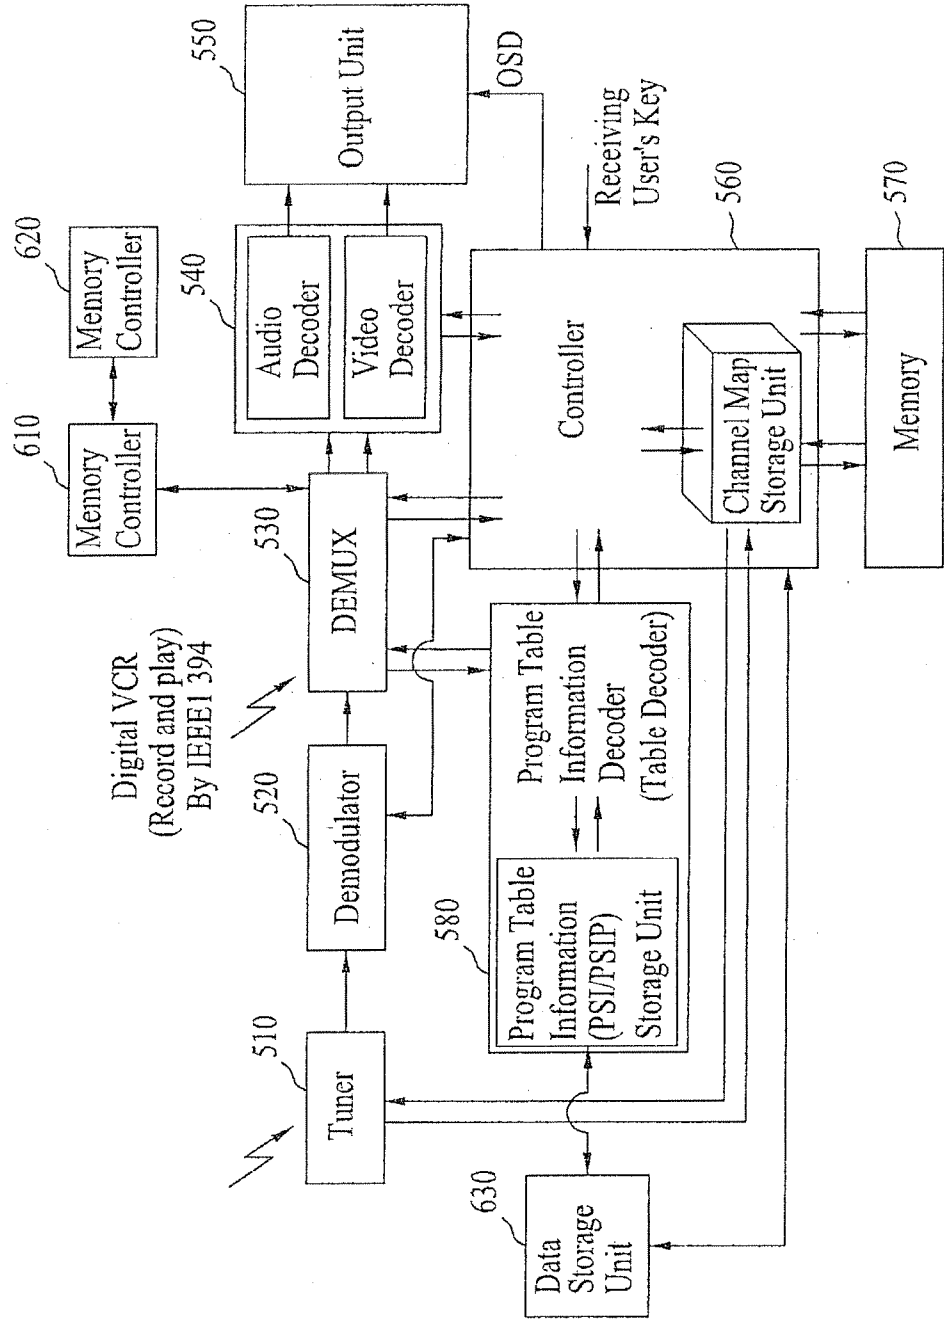 Digital VCR
(Record and play)
By IEEE1 394
510
Tuner
520
Demodulator
530
DEMUX
610
Memory
Controller
620
Memory
Controller
540
Audio
Decoder
Video
Decoder
550
Output Unit
OSD
Receiving
User's Key
560
Controller
Channel Map
Storage Unit
570
Memory
580
Program Table
Information
(PSI/PSIP)
Storage Unit
Program Table
Information
Decoder
(Table Decoder)
630
Data
Storage
Unit